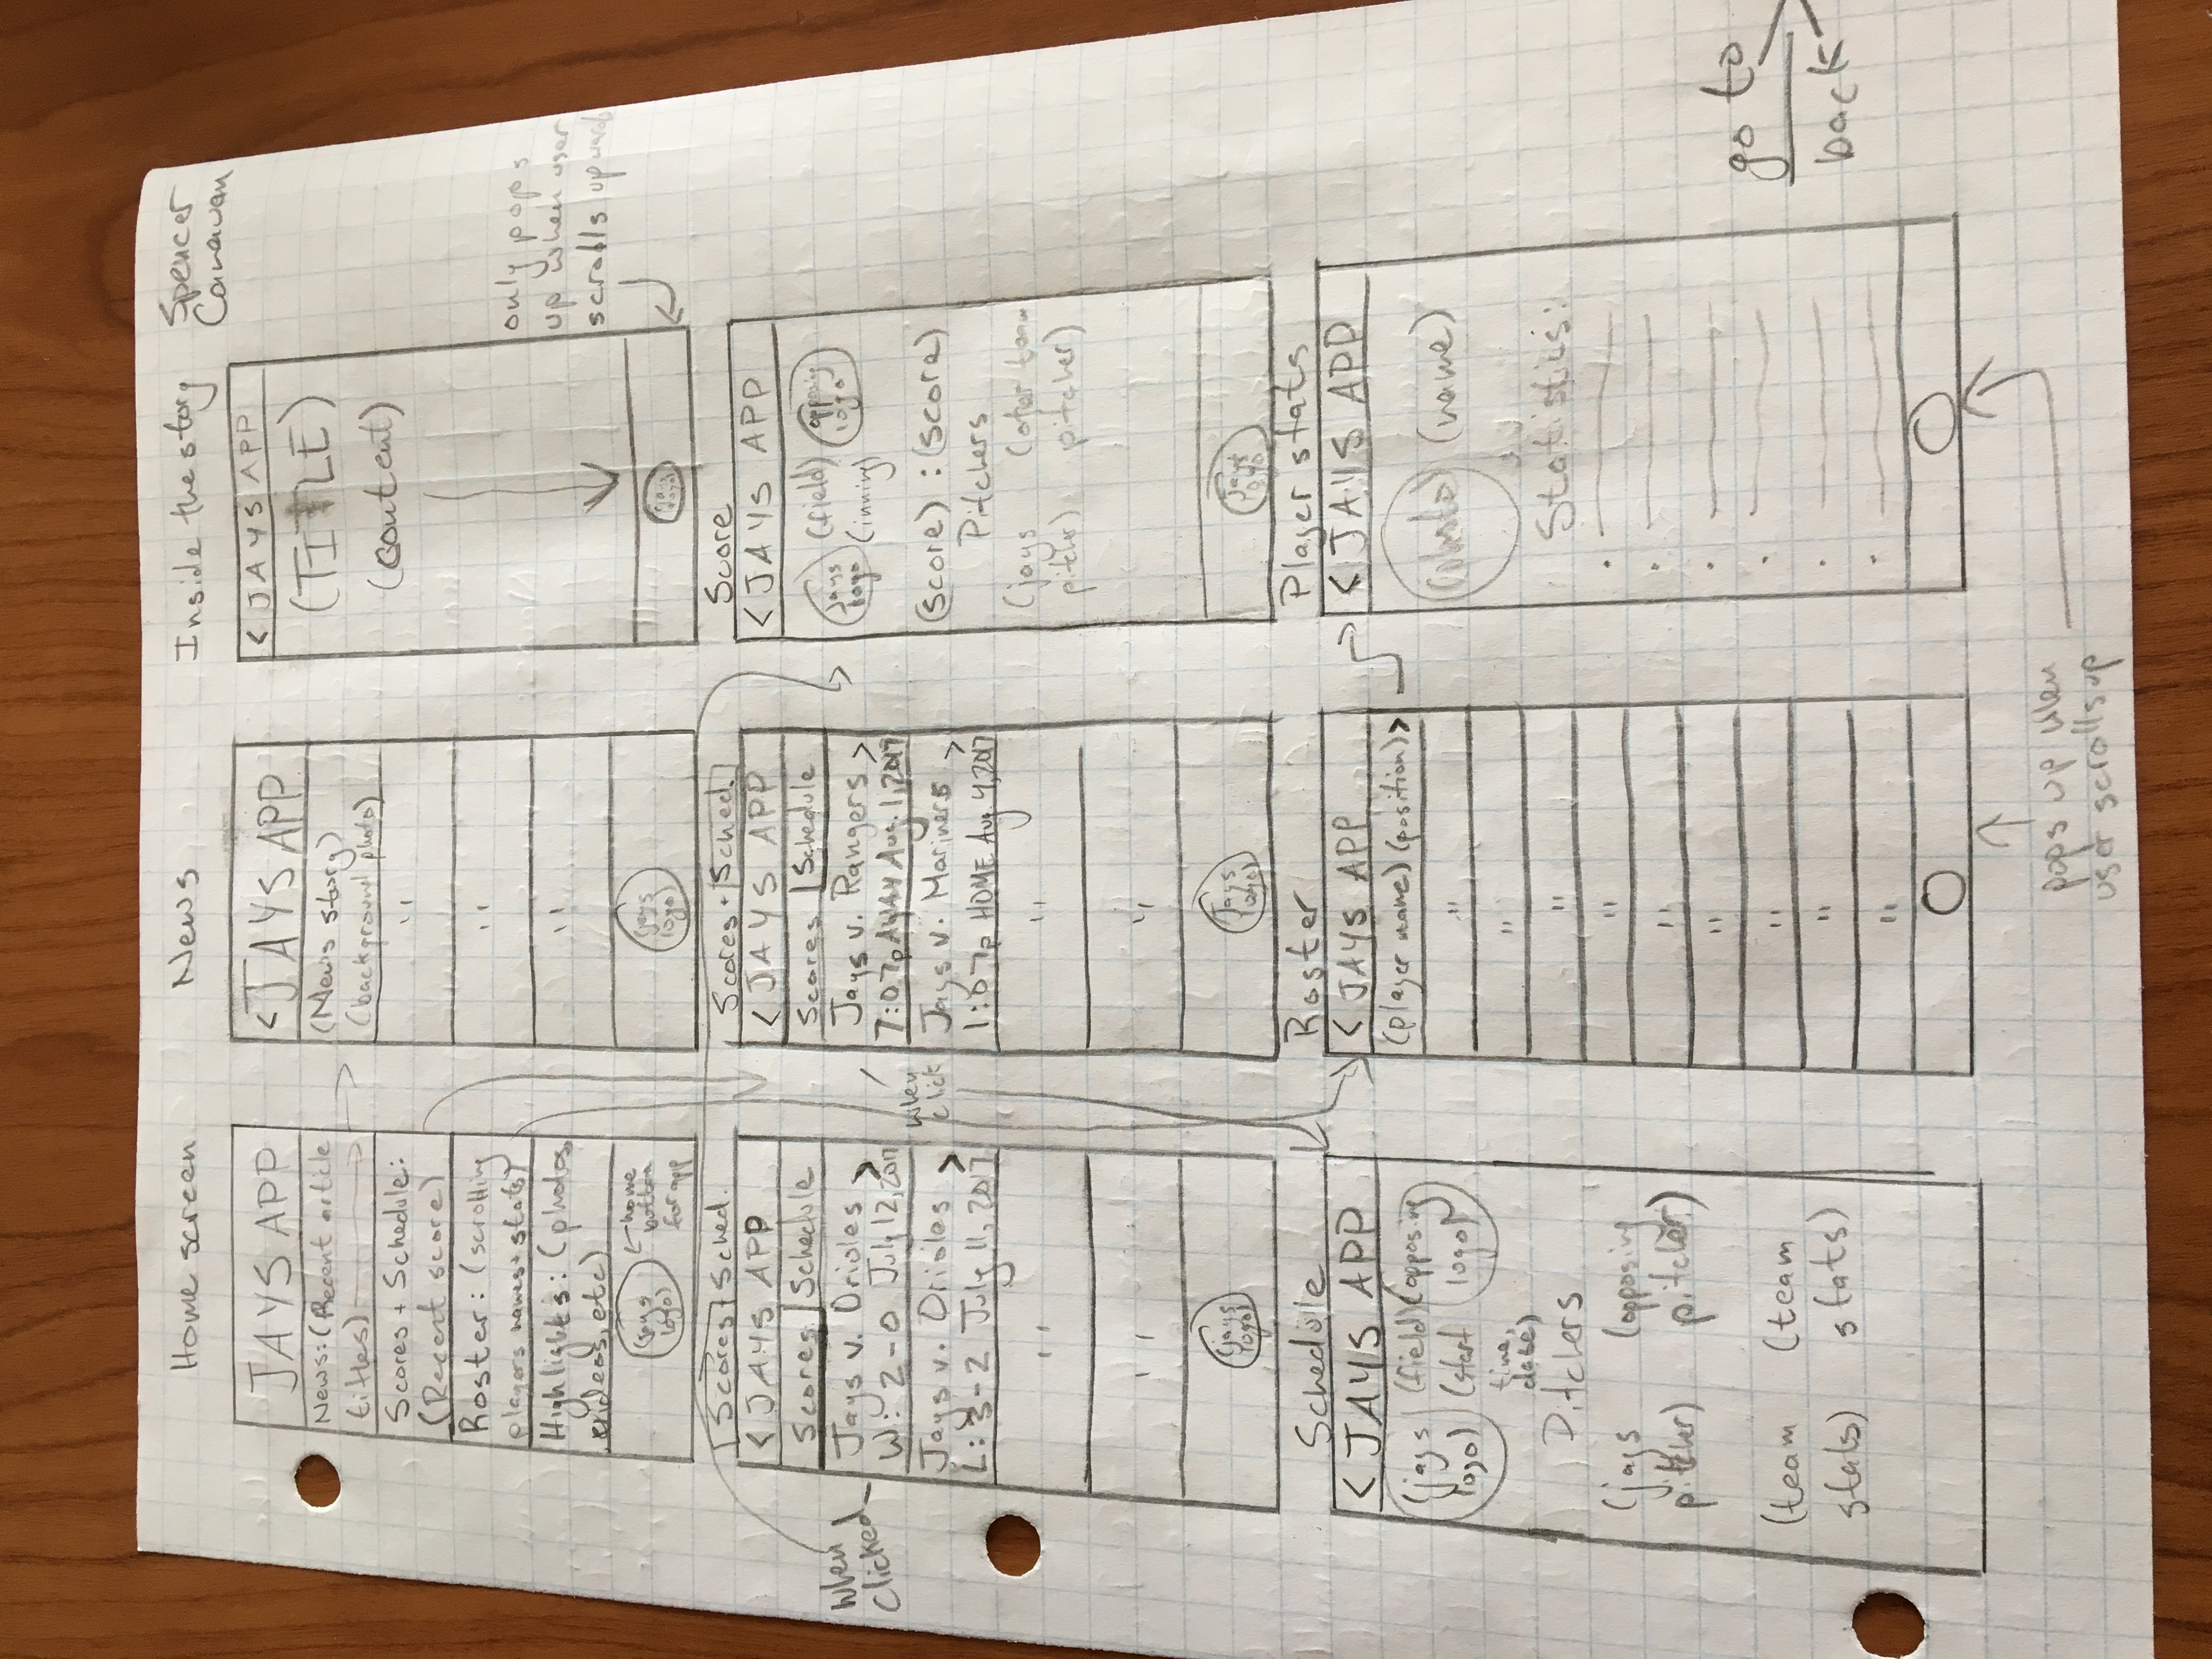 Home screen
JAYS APP
News: (Recent article
titles)
Scores + Schedule:
(Recent score)
Roster: (scrolling
players names + stats)
Highlights: (photos,
videos, etc)
(jays
logo)
home
button
for app
News
< JAYS APP
(News story)
(background photo)
"
"
"
(jays
logo)
Inside the story
< JAYS APP
(TITLE)
(content)
(jays
logo)
Spencer
only pops
up when user
scrolls upwards
Scores + Sched.
< JAYS APP
Scores Schedule
Jays v. Orioles >
W: 2-0 July 12, 2017
Jays v. Orioles >
L: 3-2 July 11, 2017
"
"
(jays
logo)
When
clicked
Scores + Sched.
< JAYS APP
Scores Schedule
Jays v. Rangers >
7:07p AWAY Aug. 1, 2017
Jays v. Mariners >
1:07p HOME Aug. 4, 2017
"
"
(Jays
logo)
when
click
Score
< JAYS APP
(Jays
logo)
(field)
(inning)
(opposing
logo)
(score) : (score)
Pitchers
(jays
pitcher)
(other team
pitcher)
(Jays
logo)
Schedule
< JAYS APP
(jays
logo)
(field)
(start
time,
date)
(opposing
logo)
Pitchers
(jays
pitcher)
(opposing
pitcher)
(team
stats)
(team
stats)
Roster
< JAYS APP
(player name) (position) >
"
"
"
"
"
"
"
"
"
Player stats
< JAYS APP
(photo) (name)
Statistics:
go to
back
pops up when
user scrolls up